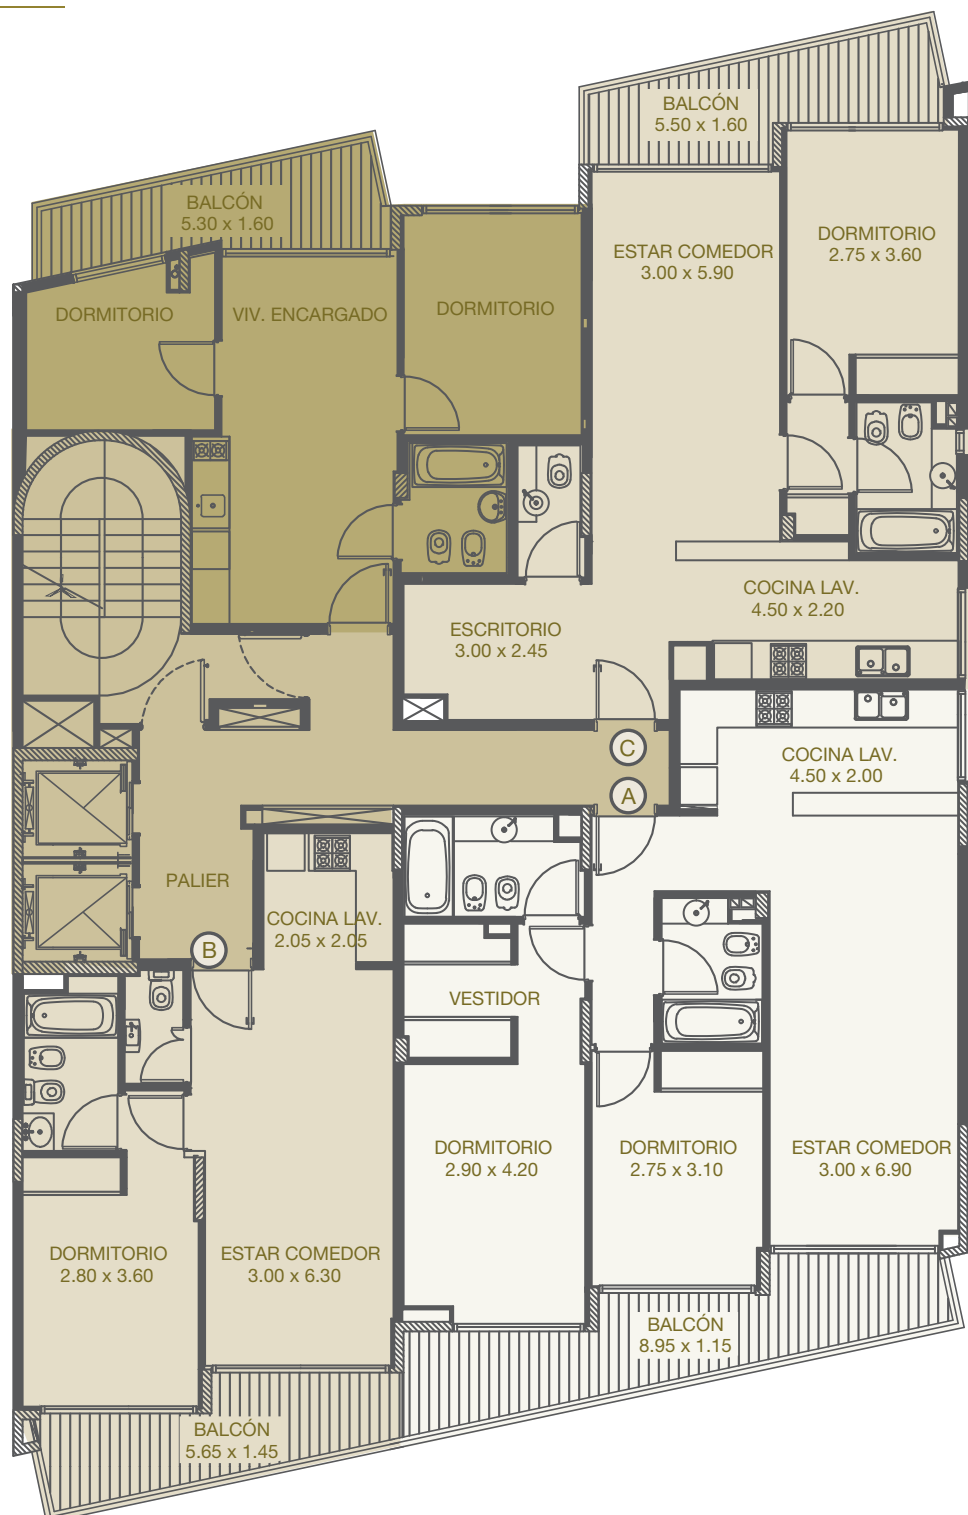 BALCÓN
5.50 x 1.60
BALCÓN
5.30 x 1.60
ESTAR COMEDOR
3.00 x 5.90
DORMITORIO
2.75 x 3.60
DORMITORIO
VIV. ENCARGADO
DORMITORIO
COCINA LAV.
4.50 x 2.20
ESCRITORIO
3.00 x 2.45
C
A
COCINA LAV.
4.50 x 2.00
PALIER
B
COCINA LAV.
2.05 x 2.05
VESTIDOR
DORMITORIO
2.90 x 4.20
DORMITORIO
2.75 x 3.10
ESTAR COMEDOR
3.00 x 6.90
DORMITORIO
2.80 x 3.60
ESTAR COMEDOR
3.00 x 6.30
BALCÓN
8.95 x 1.15
BALCÓN
5.65 x 1.45